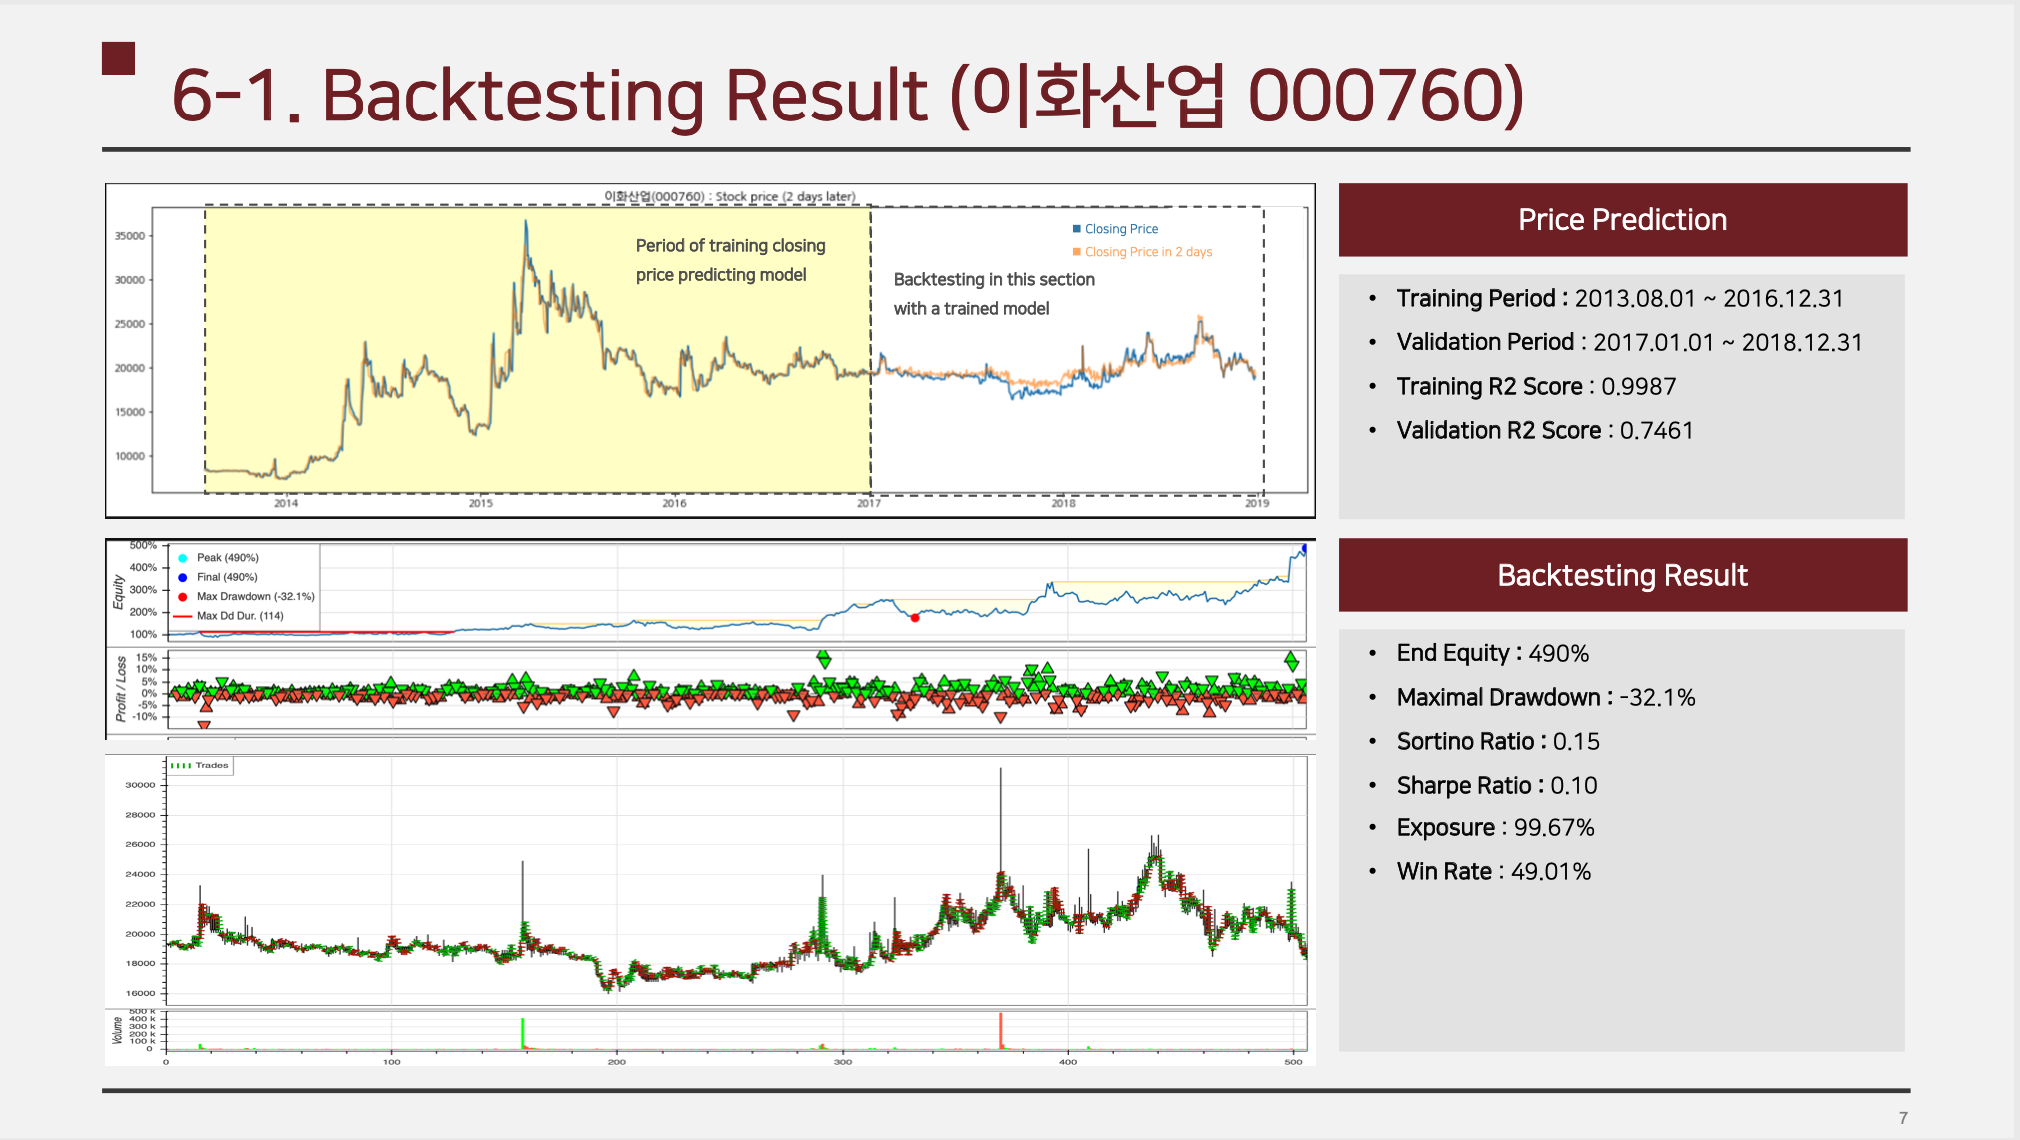 6-1. Backtesting Result (이화산업 000760)
이화산업(000760) : Stock price (2 days later)
35000
30000
25000
20000
15000
10000
Period of training closing
price predicting model
Backtesting in this section
with a trained model
Closing Price
Closing Price in 2 days
2014
2015
2016
2017
2018
2019
Price Prediction
• Training Period : 2013.08.01 ~ 2016.12.31
• Validation Period : 2017.01.01 ~ 2018.12.31
• Training R2 Score : 0.9987
• Validation R2 Score : 0.7461
Equity
500%
400%
300%
200%
100%
Peak (490%)
Final (490%)
Max Drawdown (-32.1%)
Max Dd Dur. (114)
Profit / Loss
15%
10%
5%
0%
-5%
-10%
Trades
30000
28000
26000
24000
22000
20000
18000
16000
Volume
500 k
400 k
300 k
200 k
100 k
0
0
100
200
300
400
500
Backtesting Result
• End Equity : 490%
• Maximal Drawdown : -32.1%
• Sortino Ratio : 0.15
• Sharpe Ratio : 0.10
• Exposure : 99.67%
• Win Rate : 49.01%
7